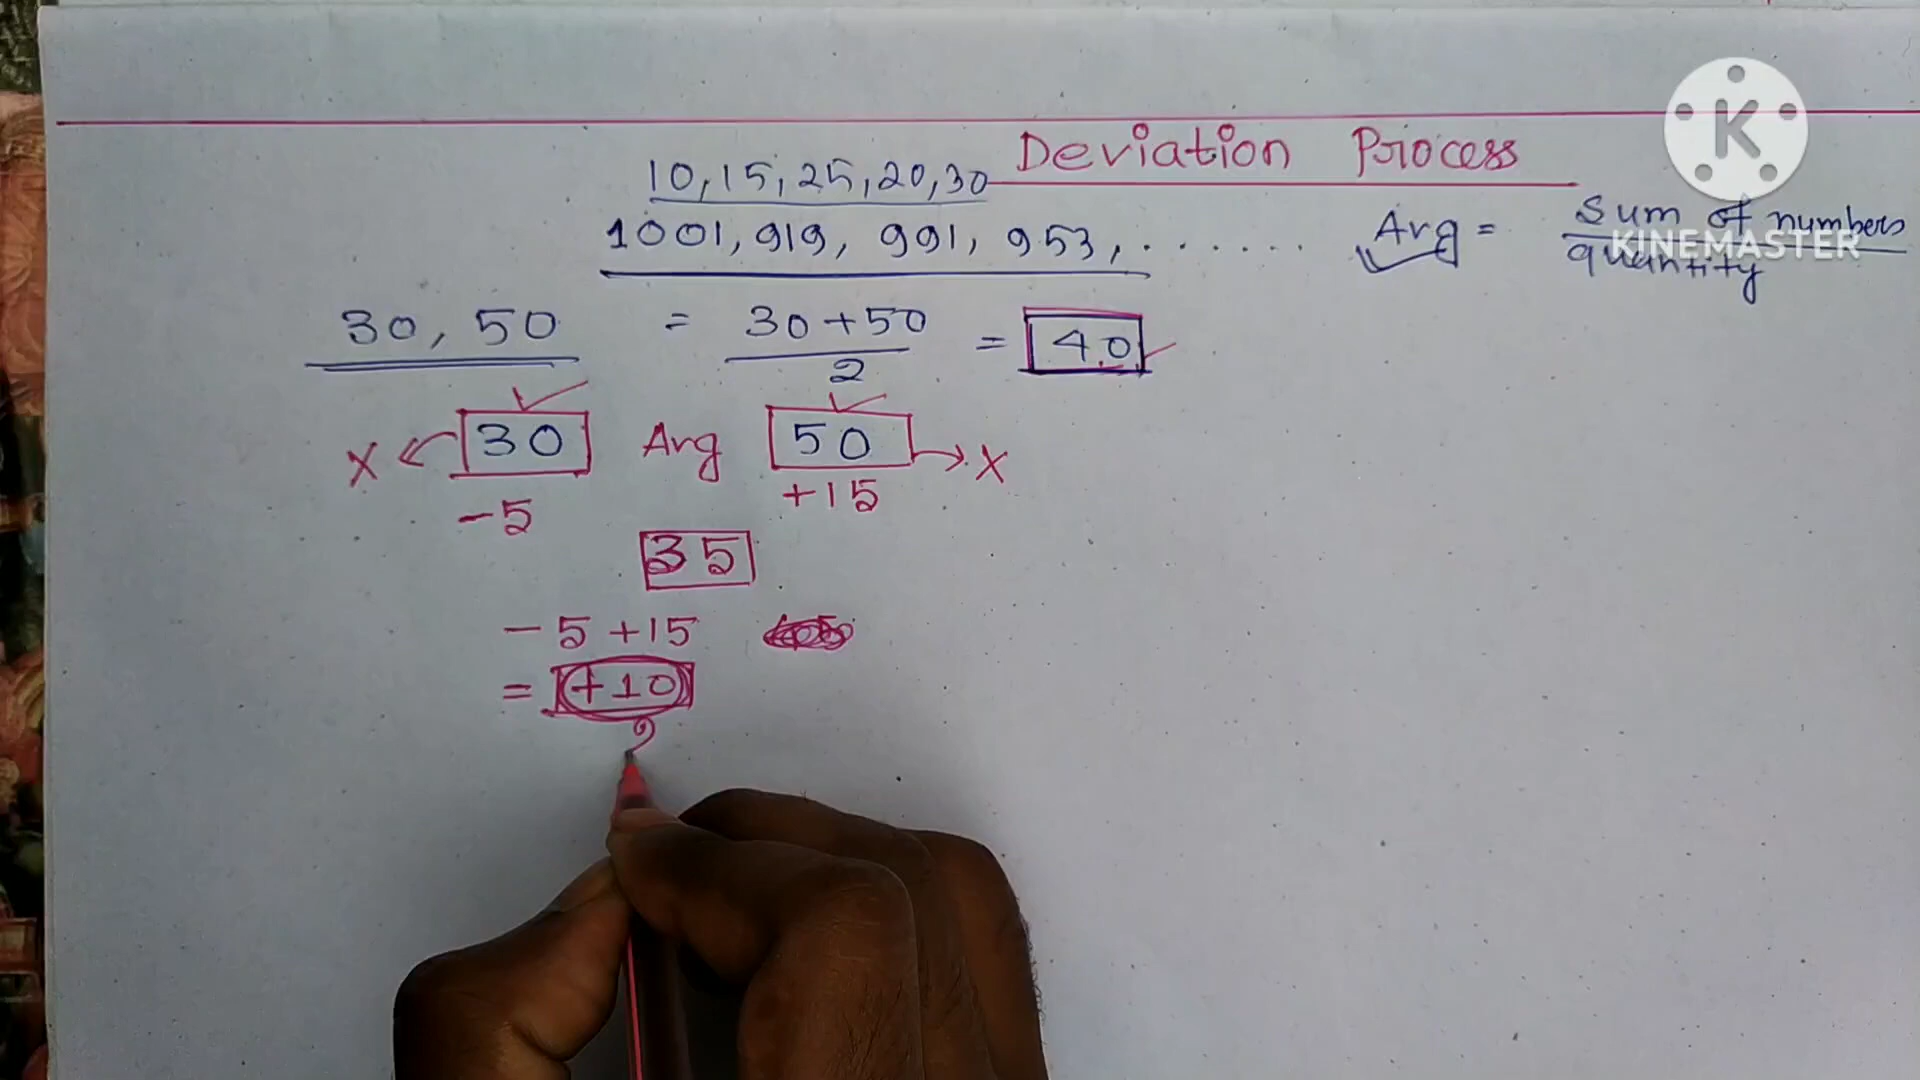 Deviation Process
10, 15, 25, 20, 30
1001, 919, 991, 953, . . . . . . .
Avg = Sum of numbers
quantity
KINEMASTER
K
30, 50 = 30+50 = 40
2
X 30 Avg 50 X
-5 +15
35
-5 +15
= +10
2